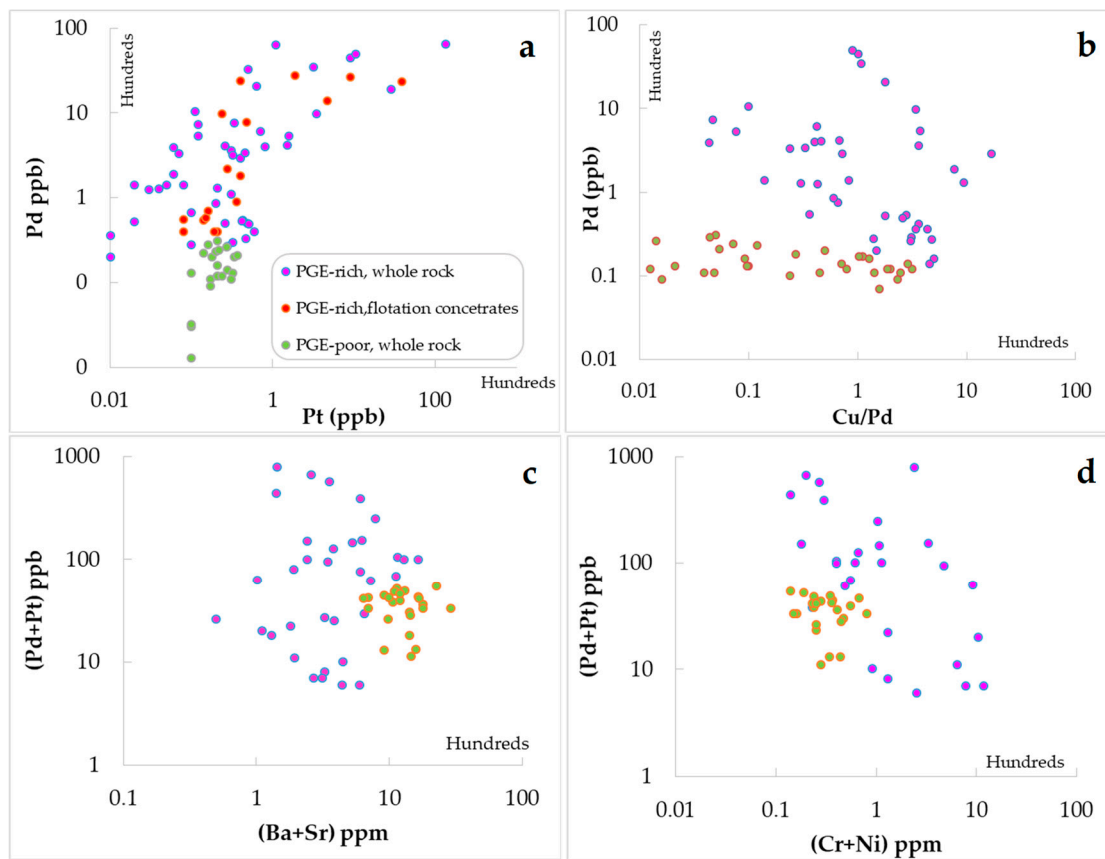 a
Hundreds
100
10
1
0
0
Pd ppb
0.01
1
100
Hundreds
Pt (ppb)
PGE-rich, whole rock
PGE-rich,flotation concetrates
PGE-poor, whole rock
b
Hundreds
100
10
1
0.1
0.01
Pd (ppb)
Hundreds
0.01
0.1
1
10
100
Cu/Pd
c
1000
100
10
1
(Pd+Pt) ppb
Hundreds
0.1
1
10
100
(Ba+Sr) ppm
d
1000
100
10
1
(Pd+Pt) ppb
Hundreds
0.01
0.1
1
10
100
(Cr+Ni) ppm